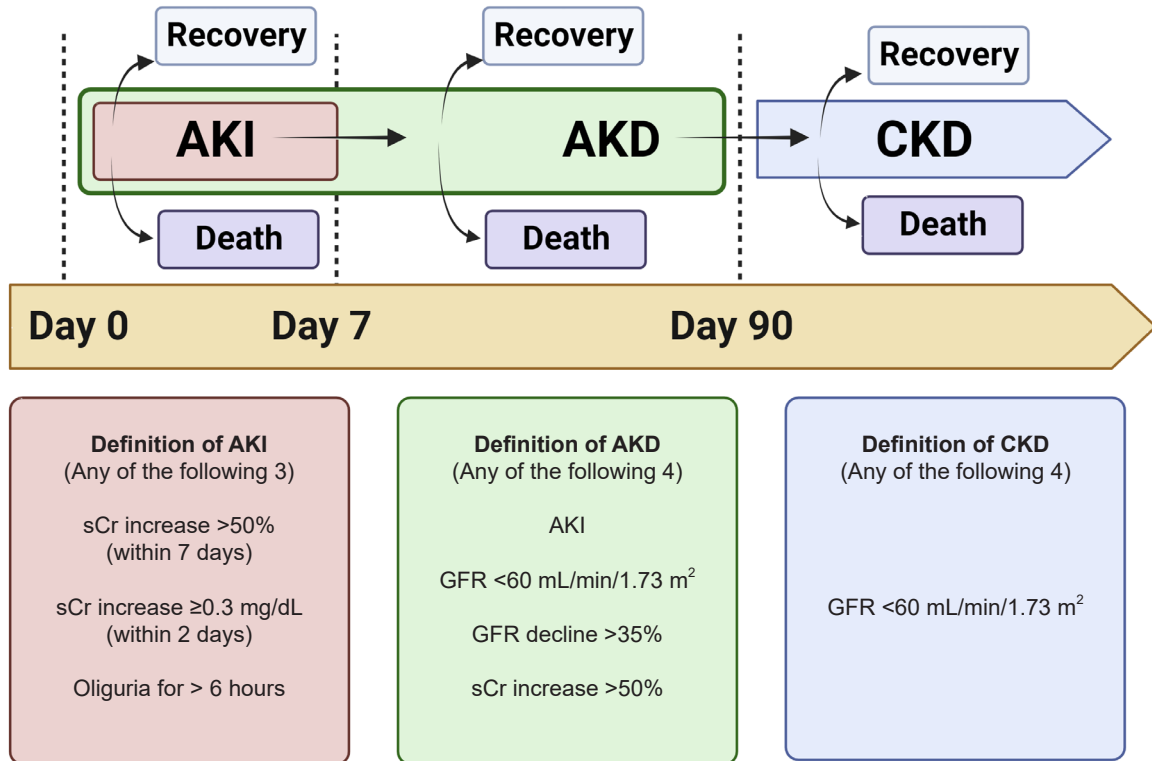 Recovery
Recovery
Recovery
AKI
AKD
CKD
Death
Death
Death
Day 0
Day 7
Day 90
Definition of AKI
(Any of the following 3)
sCr increase >50%
(within 7 days)
sCr increase ≥0.3 mg/dL
(within 2 days)
Oliguria for > 6 hours
Definition of AKD
(Any of the following 4)
AKI
GFR <60 mL/min/1.73 m²
GFR decline >35%
sCr increase >50%
Definition of CKD
(Any of the following 4)
GFR <60 mL/min/1.73 m²